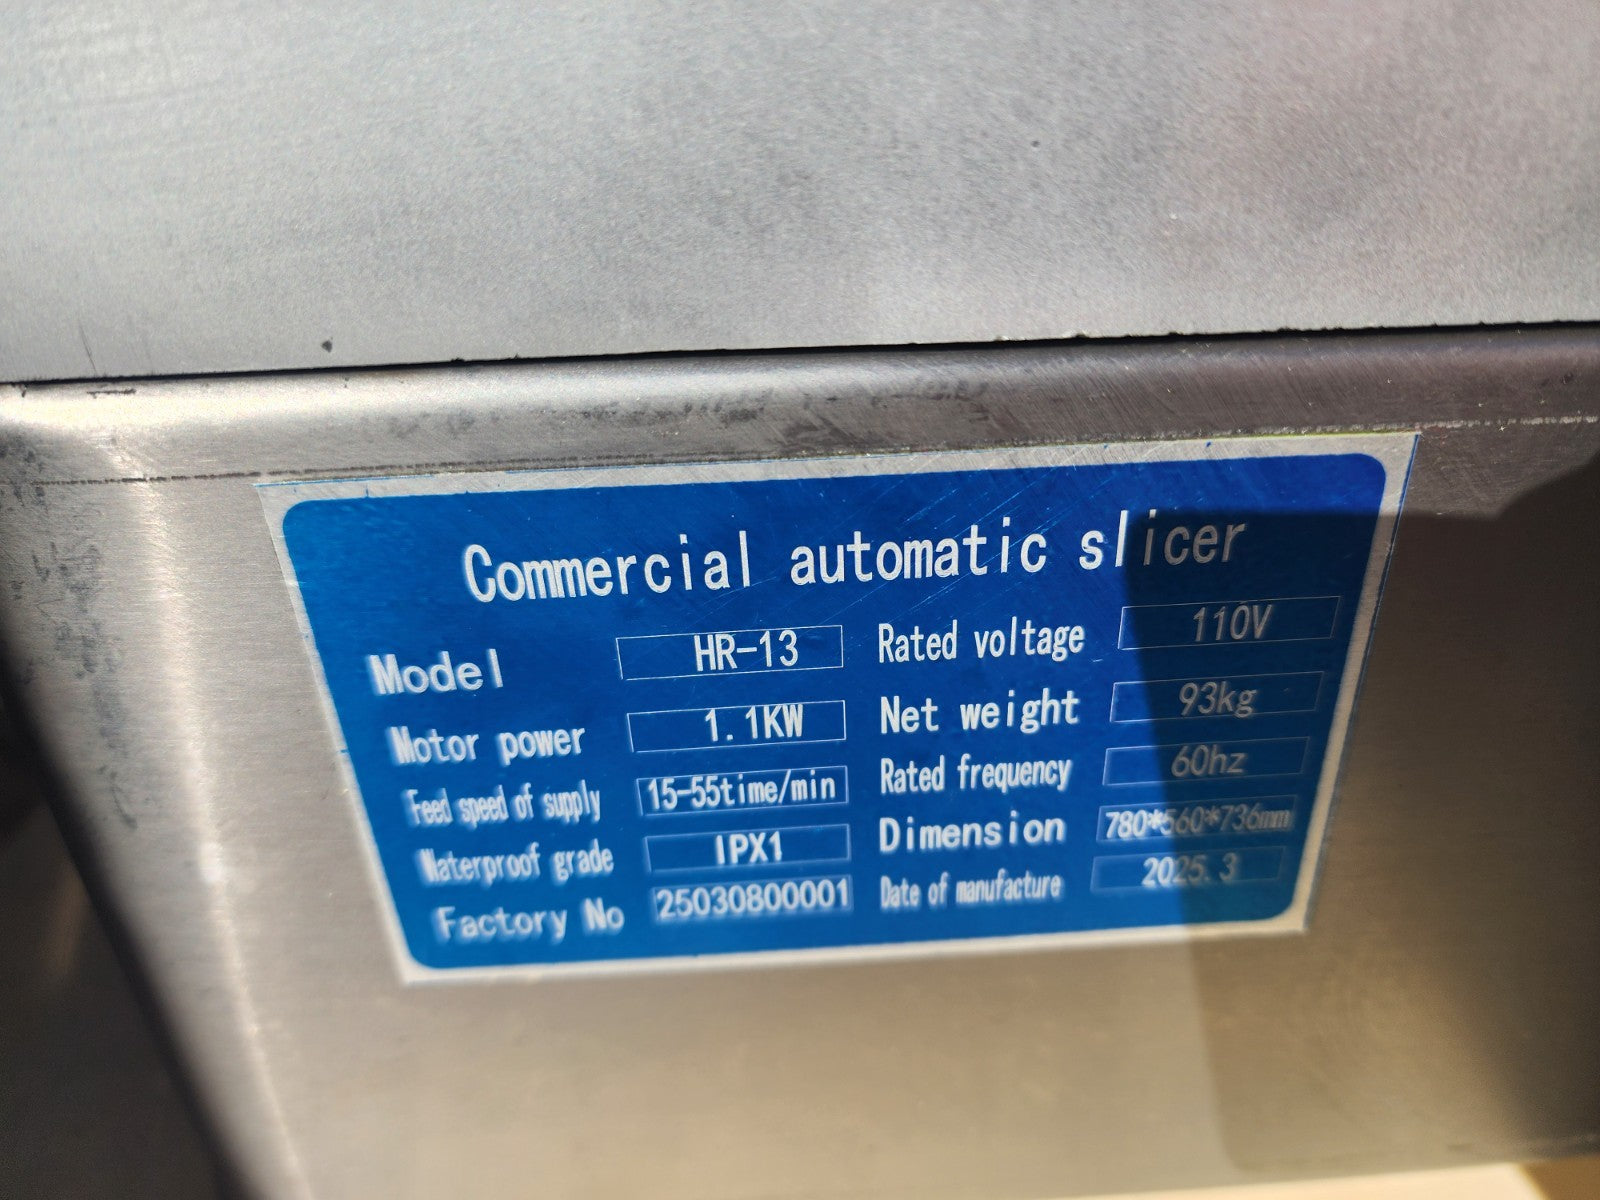 Commercial automatic slicer
Model HR-13 Rated voltage 110V
Motor power 1.1KW Net weight 93kg
Feed speed of supply 15-55time/min Rated frequency 60hz
Waterproof grade IPX1 Dimension 780*560*736mm
Factory No 25030800001 Date of manufacture 2025.3